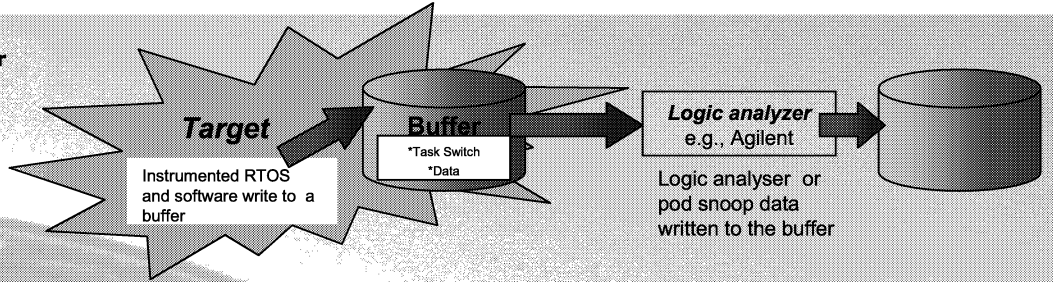 r
Target
Instrumented RTOS
and software write to a
buffer
Buffer
*Task Switch
*Data
Logic analyzer
e.g., Agilent
Logic analyser or
pod snoop data
written to the buffer